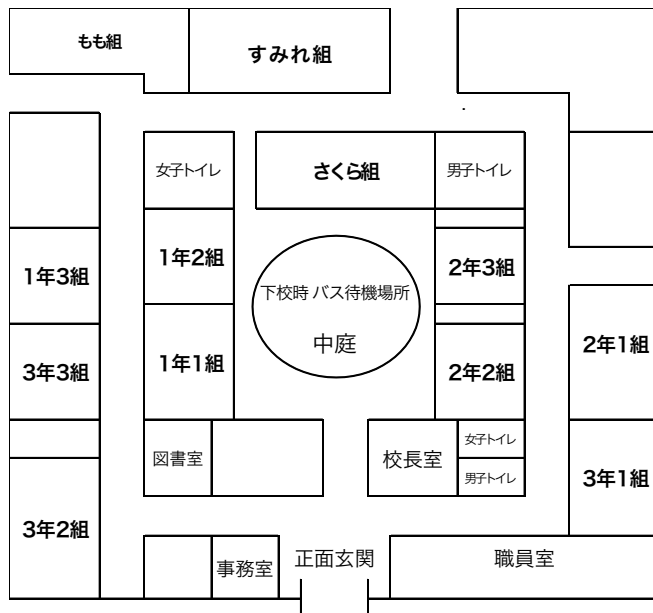 もも組
すみれ組
女子トイレ
さくら組
男子トイレ
1年3組
1年2組
2年3組
下校時 バス待機場所
中庭
3年3組
1年1組
2年2組
2年1組
図書室
校長室
女子トイレ
男子トイレ
3年1組
3年2組
事務室
正面玄関
職員室